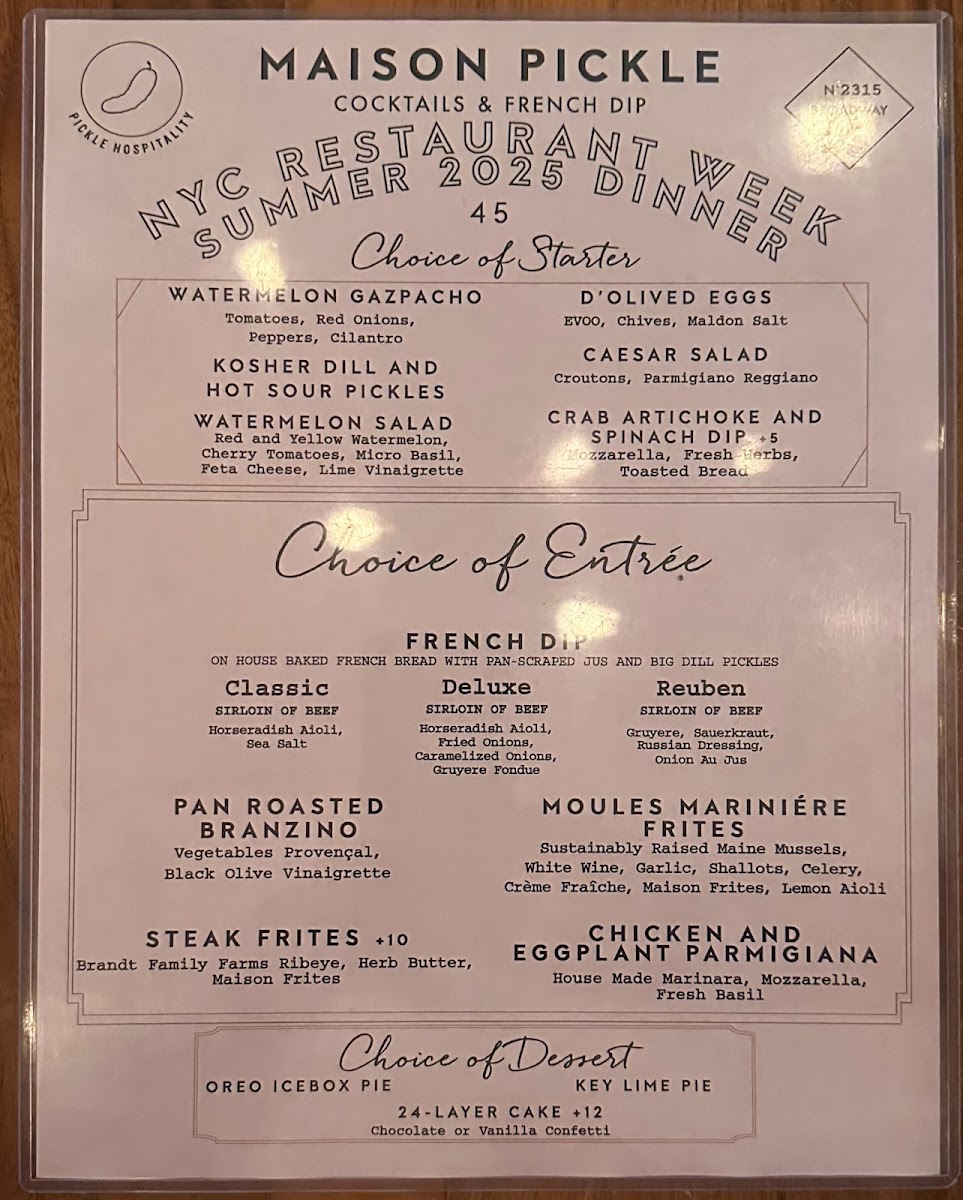 PICKLE HOSPITALITY
MAISON PICKLE
COCKTAILS & FRENCH DIP
Nº2315
BROADWAY
NYC RESTAURANT WEEK
SUMMER 2025 DINNER
45
Choice of Starter
WATERMELON GAZPACHO
Tomatoes, Red Onions,
Peppers, Cilantro
KOSHER DILL AND
HOT SOUR PICKLES
WATERMELON SALAD
Red and Yellow Watermelon,
Cherry Tomatoes, Micro Basil,
Feta Cheese, Lime Vinaigrette
D'OLIVED EGGS
EVOO, Chives, Maldon Salt
CAESAR SALAD
Croutons, Parmigiano Reggiano
CRAB ARTICHOKE AND
SPINACH DIP +5
Mozzarella, Fresh Herbs,
Toasted Bread
Choice of Entrée
FRENCH DIP
ON HOUSE BAKED FRENCH BREAD WITH PAN-SCRAPED JUS AND BIG DILL PICKLES
Classic
SIRLOIN OF BEEF
Horseradish Aioli,
Sea Salt
Deluxe
SIRLOIN OF BEEF
Horseradish Aioli,
Fried Onions,
Caramelized Onions,
Gruyere Fondue
Reuben
SIRLOIN OF BEEF
Gruyere, Sauerkraut,
Russian Dressing,
Onion Au Jus
PAN ROASTED
BRANZINO
Vegetables Provençal,
Black Olive Vinaigrette
MOULES MARINIÉRE
FRITES
Sustainably Raised Maine Mussels,
White Wine, Garlic, Shallots, Celery,
Crème Fraîche, Maison Frites, Lemon Aioli
STEAK FRITES +10
Brandt Family Farms Ribeye, Herb Butter,
Maison Frites
CHICKEN AND
EGGPLANT PARMIGIANA
House Made Marinara, Mozzarella,
Fresh Basil
Choice of Dessert
OREO ICEBOX PIE
KEY LIME PIE
24-LAYER CAKE +12
Chocolate or Vanilla Confetti